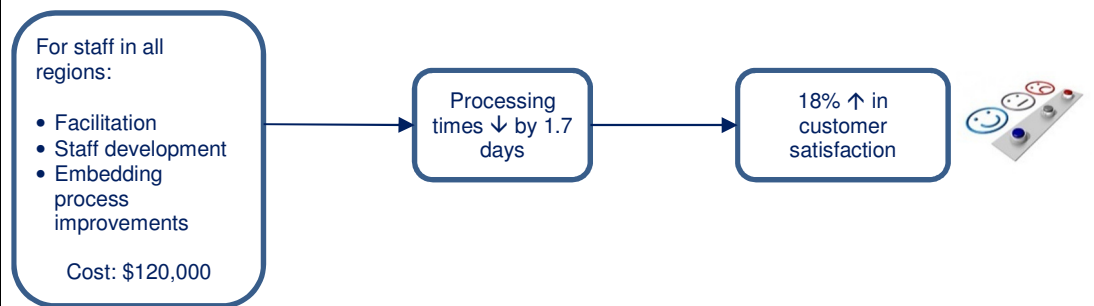 For staff in all
regions:
• Facilitation
• Staff development
• Embedding
process
improvements
Cost: $120,000
Processing
times ↓ by 1.7
days
18% ↑ in
customer
satisfaction